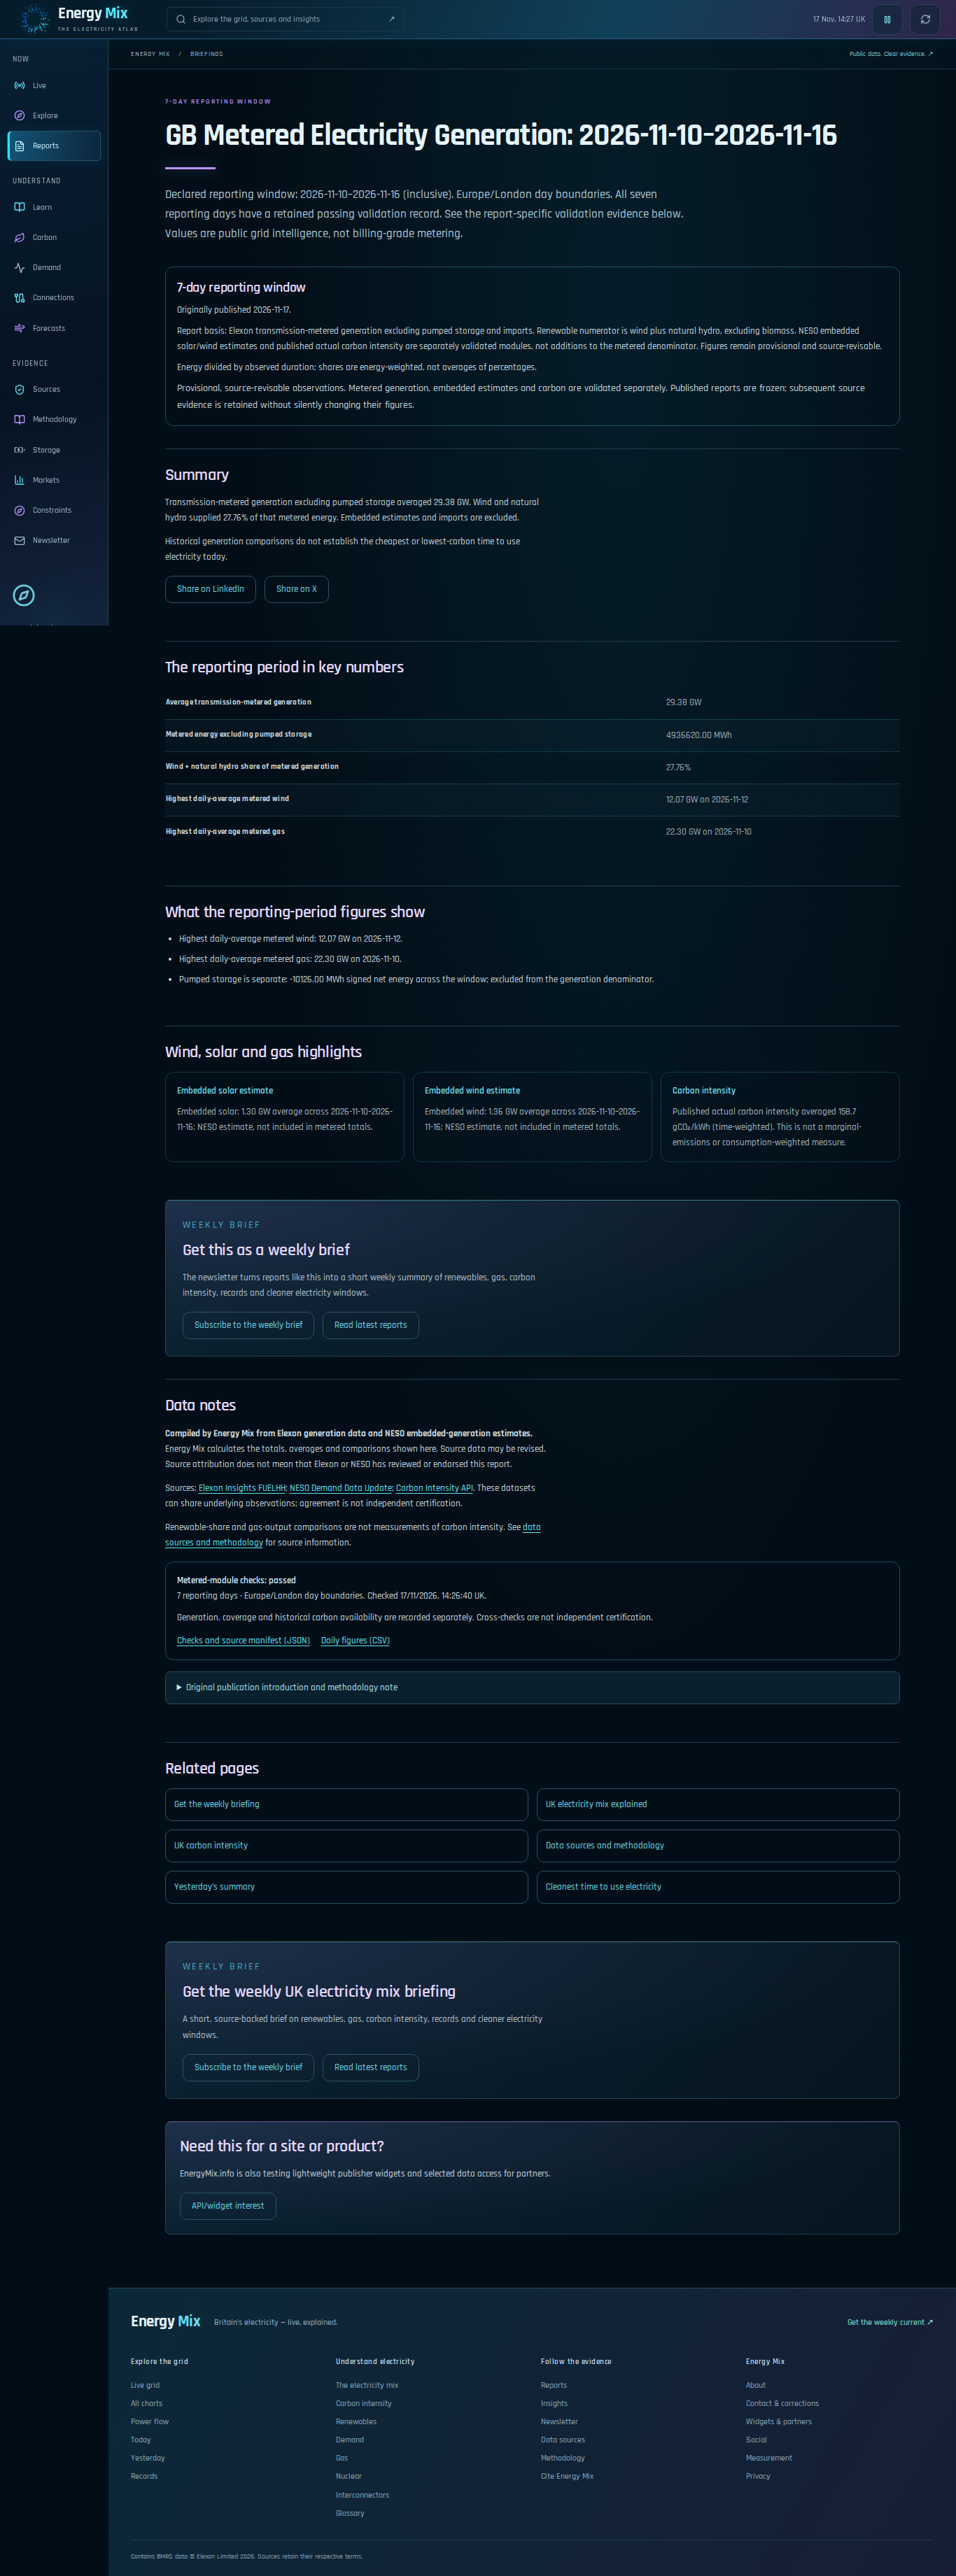 Energy Mix
THE ELECTRICITY ATLAS
Explore the grid, sources and insights ↗
17 Nov, 14:27 UK
NOW
Live
Explore
Reports
UNDERSTAND
Learn
Carbon
Demand
Connections
Forecasts
EVIDENCE
Sources
Methodology
Storage
Markets
Constraints
Newsletter
ENERGY MIX / BRIEFINGS
Public data. Clear evidence. ↗
7-DAY REPORTING WINDOW
GB Metered Electricity Generation: 2026-11-10–2026-11-16
Declared reporting window: 2026-11-10–2026-11-16 (inclusive). Europe/London day boundaries. All seven
reporting days have a retained passing validation record. See the report-specific validation evidence below.
Values are public grid intelligence, not billing-grade metering.
7-day reporting window
Originally published 2026-11-17.
Report basis: Elexon transmission-metered generation excluding pumped storage and imports. Renewable numerator is wind plus natural hydro, excluding biomass. NESO embedded
solar/wind estimates and published actual carbon intensity are separately validated modules, not additions to the metered denominator. Figures remain provisional and source-revisable.
Energy divided by observed duration; shares are energy-weighted, not averages of percentages.
Provisional, source-revisable observations. Metered generation, embedded estimates and carbon are validated separately. Published reports are frozen; subsequent source
evidence is retained without silently changing their figures.
Summary
Transmission-metered generation excluding pumped storage averaged 29.38 GW. Wind and natural
hydro supplied 27.76% of that metered energy. Embedded estimates and imports are excluded.
Historical generation comparisons do not establish the cheapest or lowest-carbon time to use
electricity today.
Share on LinkedIn
Share on X
The reporting period in key numbers
Average transmission-metered generation 29.38 GW
Metered energy excluding pumped storage 4936620.00 MWh
Wind + natural hydro share of metered generation 27.76%
Highest daily-average metered wind 12.07 GW on 2026-11-12
Highest daily-average metered gas 22.30 GW on 2026-11-10
What the reporting-period figures show
• Highest daily-average metered wind: 12.07 GW on 2026-11-12.
• Highest daily-average metered gas: 22.30 GW on 2026-11-10.
• Pumped storage is separate: -10126.00 MWh signed net energy across the window; excluded from the generation denominator.
Wind, solar and gas highlights
Embedded solar estimate
Embedded solar: 1.30 GW average across 2026-11-10–2026-
11-16; NESO estimate, not included in metered totals.
Embedded wind estimate
Embedded wind: 1.36 GW average across 2026-11-10–2026-
11-16; NESO estimate, not included in metered totals.
Carbon intensity
Published actual carbon intensity averaged 158.7
gCO₂/kWh (time-weighted). This is not a marginal-
emissions or consumption-weighted measure.
WEEKLY BRIEF
Get this as a weekly brief
The newsletter turns reports like this into a short weekly summary of renewables, gas, carbon
intensity, records and cleaner electricity windows.
Subscribe to the weekly brief
Read latest reports
Data notes
Compiled by Energy Mix from Elexon generation data and NESO embedded-generation estimates.
Energy Mix calculates the totals, averages and comparisons shown here. Source data may be revised.
Source attribution does not mean that Elexon or NESO has reviewed or endorsed this report.
Sources: Elexon Insights FUELHH; NESO Demand Data Update; Carbon Intensity API. These datasets
can share underlying observations; agreement is not independent certification.
Renewable-share and gas-output comparisons are not measurements of carbon intensity. See data
sources and methodology for source information.
Metered-module checks: passed
7 reporting days · Europe/London day boundaries. Checked 17/11/2026, 14:26:40 UK.
Generation, coverage and historical carbon availability are recorded separately. Cross-checks are not independent certification.
Checks and source manifest (JSON)
Daily figures (CSV)
▶ Original publication introduction and methodology note
Related pages
Get the weekly briefing
UK electricity mix explained
UK carbon intensity
Data sources and methodology
Yesterday's summary
Cleanest time to use electricity
WEEKLY BRIEF
Get the weekly UK electricity mix briefing
A short, source-backed brief on renewables, gas, carbon intensity, records and cleaner electricity
windows.
Subscribe to the weekly brief
Read latest reports
Need this for a site or product?
EnergyMix.info is also testing lightweight publisher widgets and selected data access for partners.
API/widget interest
Energy Mix
Britain's electricity — live, explained.
Get the weekly current ↗
Explore the grid
Live grid
All charts
Power flow
Today
Yesterday
Records
Understand electricity
The electricity mix
Carbon intensity
Renewables
Demand
Gas
Nuclear
Interconnectors
Glossary
Follow the evidence
Reports
Insights
Newsletter
Data sources
Methodology
Cite Energy Mix
Energy Mix
About
Contact & corrections
Widgets & partners
Social
Measurement
Privacy
Contains BMRS data © Elexon Limited 2026. Sources retain their respective terms.